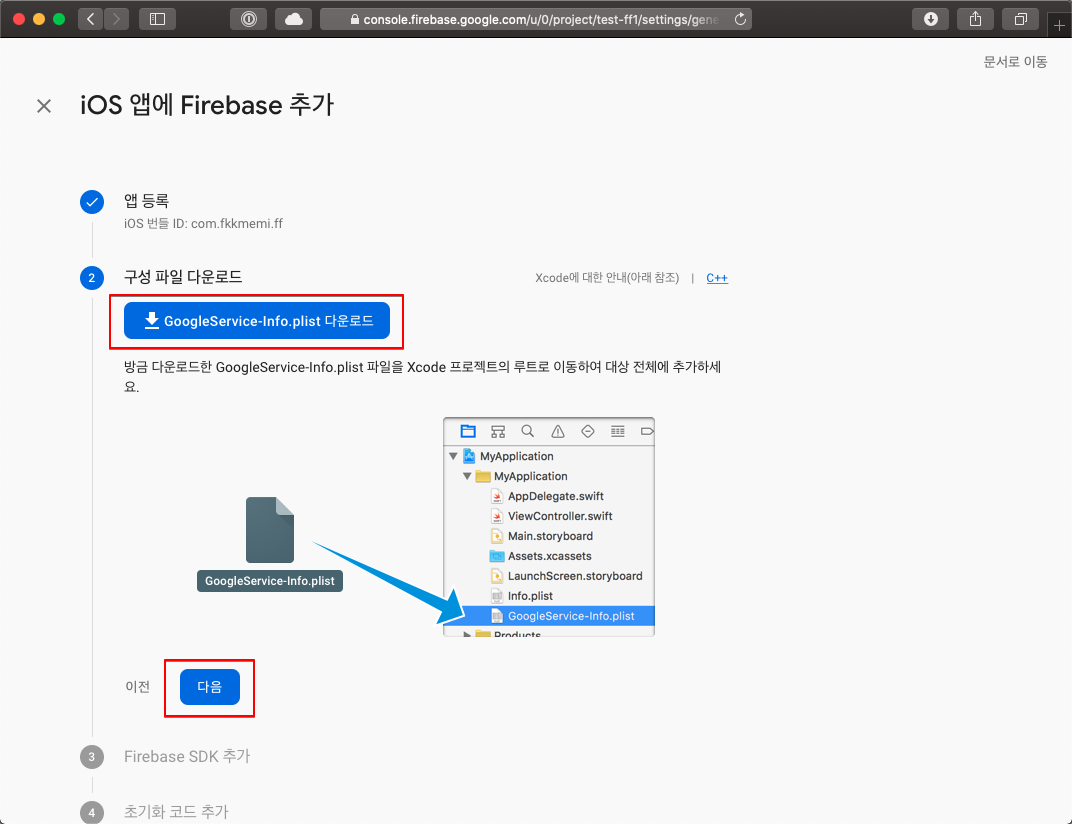 console.firebase.google.com/u/0/project/test-ff1/settings/gene
문서로 이동
iOS 앱에 Firebase 추가
앱 등록
iOS 번들 ID: com.fkkmemi.ff
2 구성 파일 다운로드
Xcode에 대한 안내(아래 참조) | C++
GoogleService-Info.plist 다운로드
방금 다운로드한 GoogleService-Info.plist 파일을 Xcode 프로젝트의 루트로 이동하여 대상 전체에 추가하세
요.
MyApplication
MyApplication
AppDelegate.swift
ViewController.swift
Main.storyboard
Assets.xcassets
LaunchScreen.storyboard
Info.plist
GoogleService-Info.plist
Products
GoogleService-Info.plist
이전
다음
3 Firebase SDK 추가
4 초기화 코드 추가